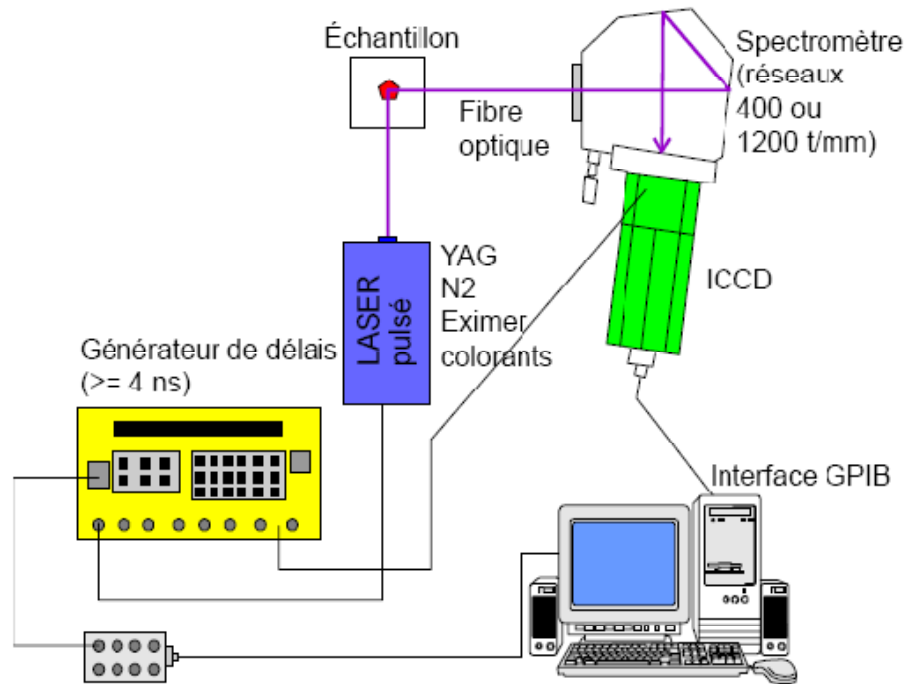 Échantillon
Spectromètre
(réseaux
400 ou
1200 t/mm)
Fibre
optique
LASER
pulsé
YAG
N2
Eximer
colorants
ICCD
Générateur de délais
(>= 4 ns)
Interface GPIB